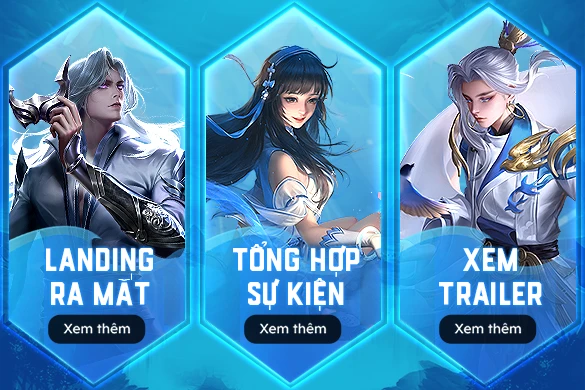 LANDING
RA MẮT
Xem thêm
TỔNG HỢP
SỰ KIỆN
Xem thêm
XEM
TRAILER
Xem thêm